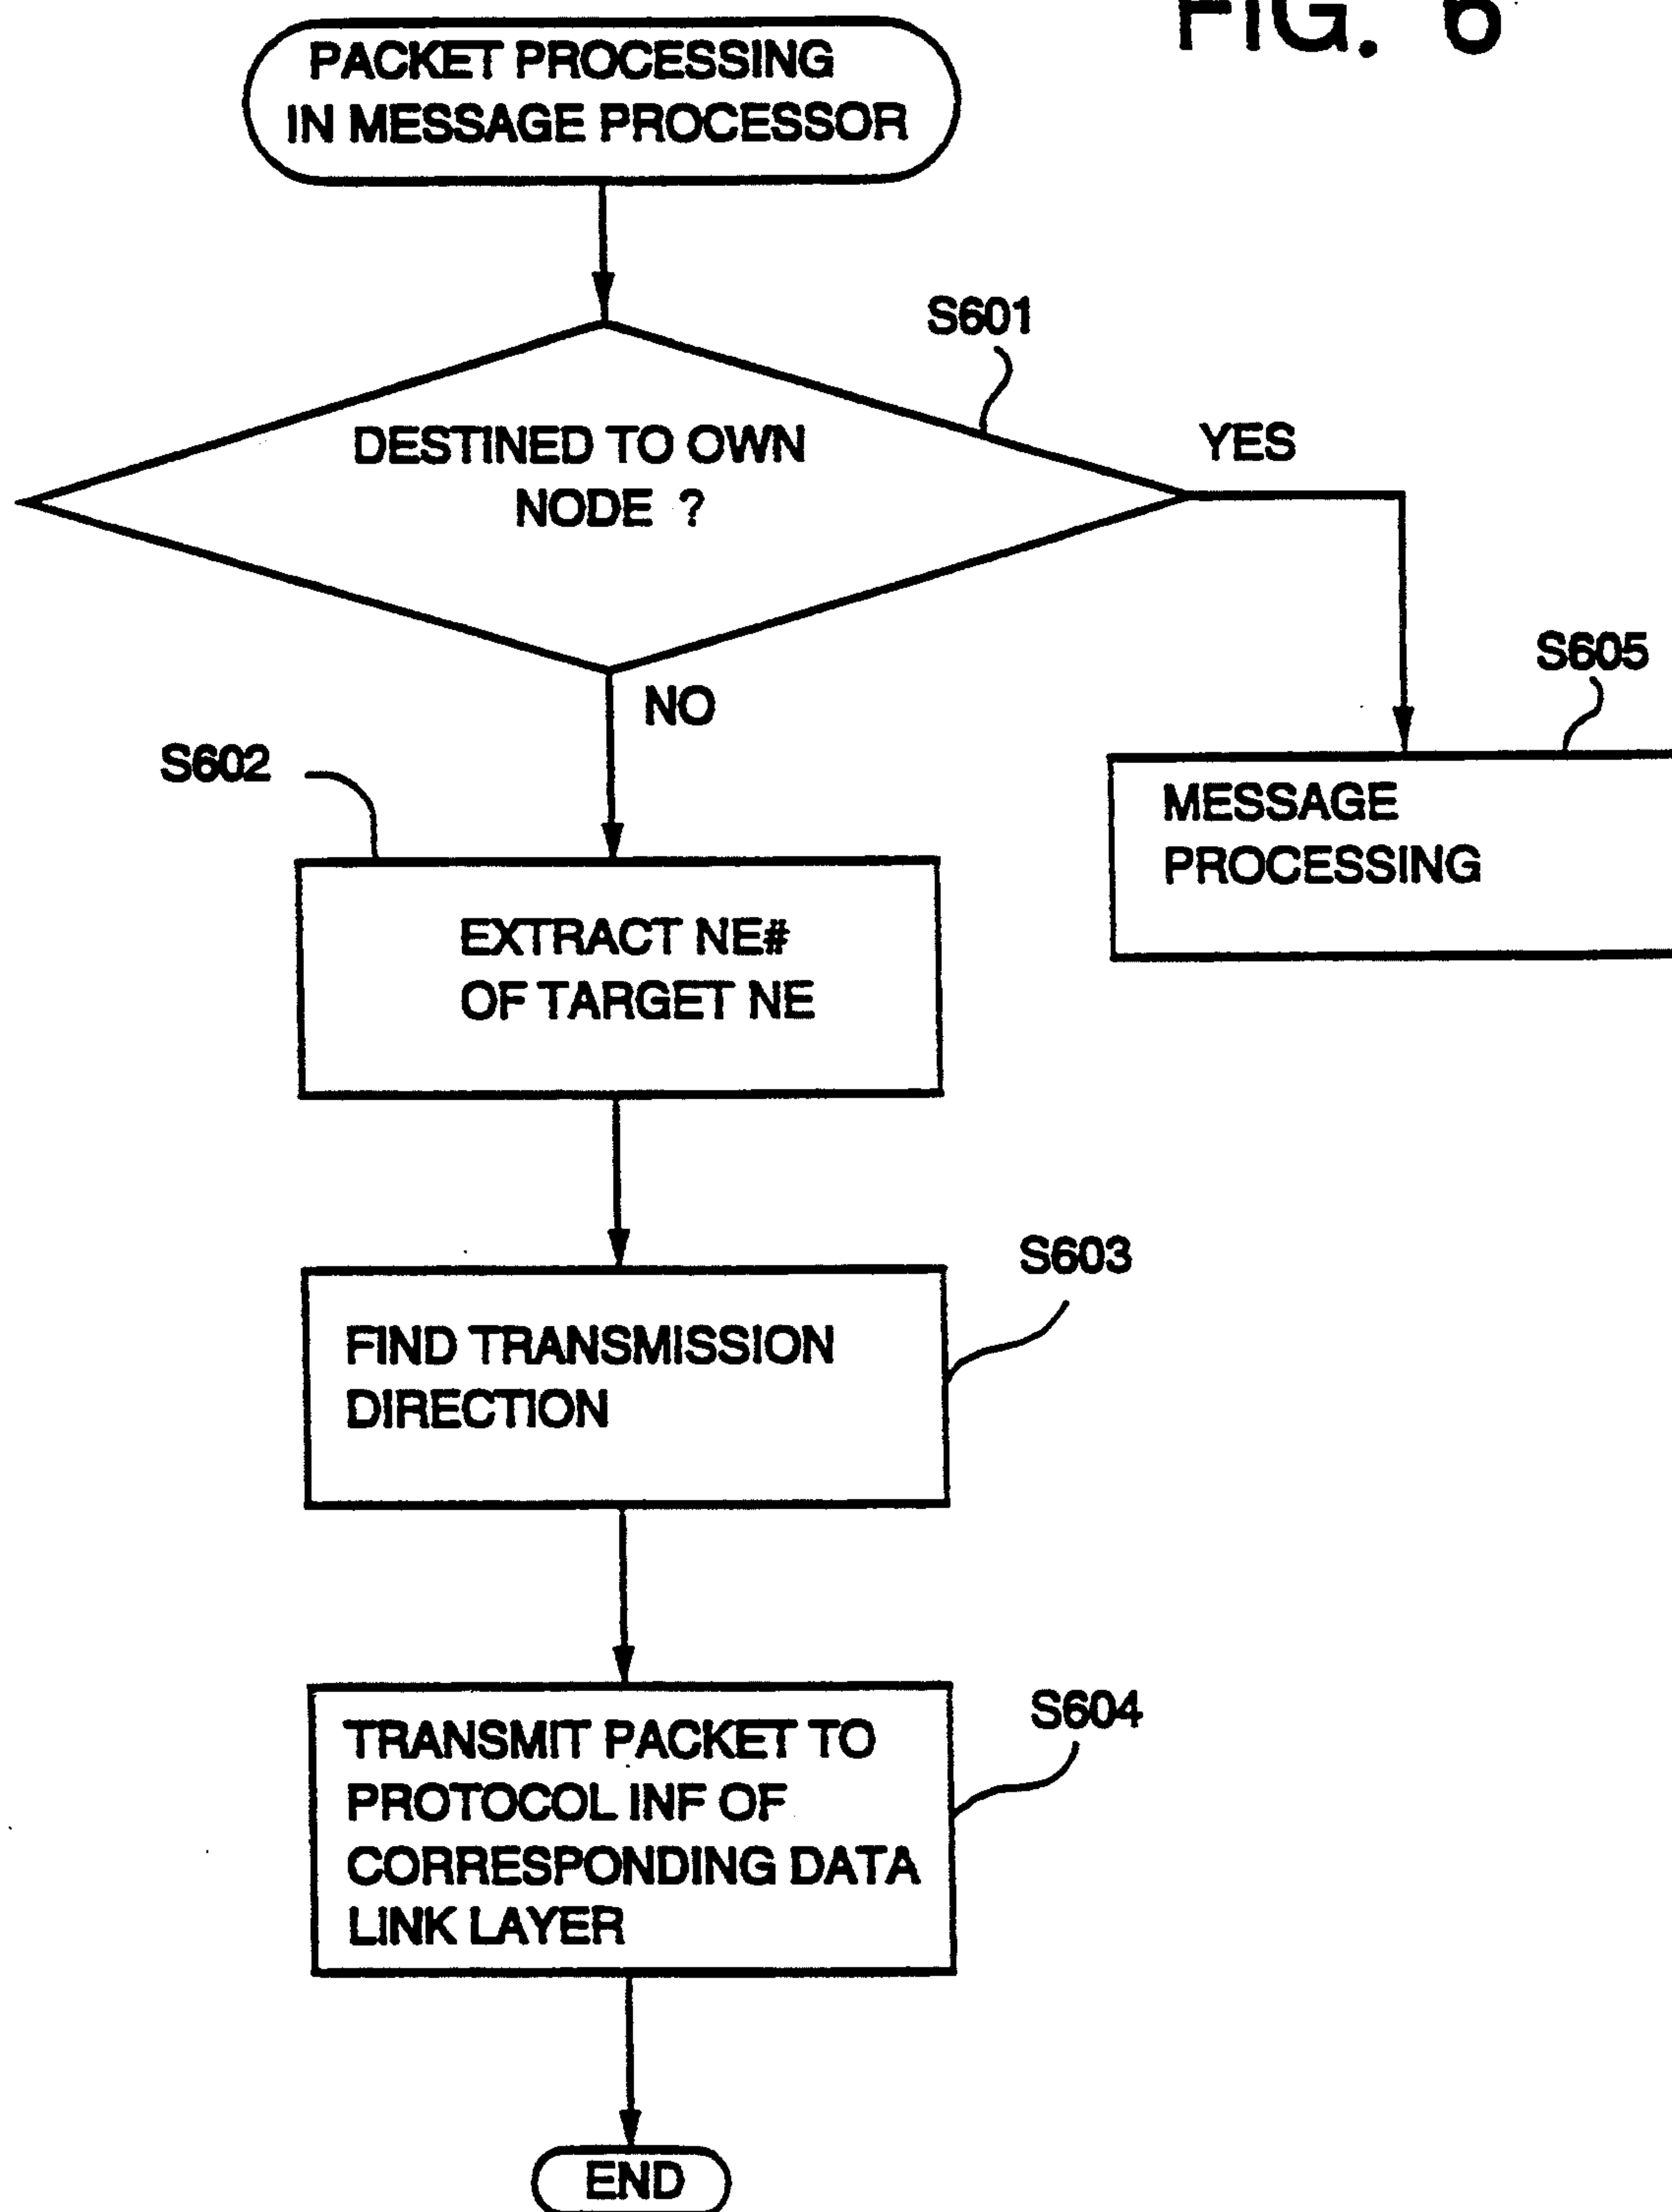 FIG. 6
PACKET PROCESSING
IN MESSAGE PROCESSOR
S601
DESTINED TO OWN
NODE ?
YES
NO
S605
MESSAGE
PROCESSING
S602
EXTRACT NE#
OF TARGET NE
S603
FIND TRANSMISSION
DIRECTION
S604
TRANSMIT PACKET TO
PROTOCOL INF OF
CORRESPONDING DATA
LINK LAYER
END